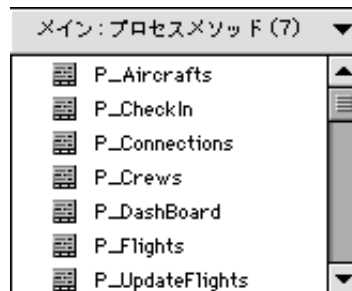 メイン:プロセスメソッド(7)
P_Aircrafts
P_CheckIn
P_Connections
P_Crews
P_DashBoard
P_Flights
P_UpdateFlights